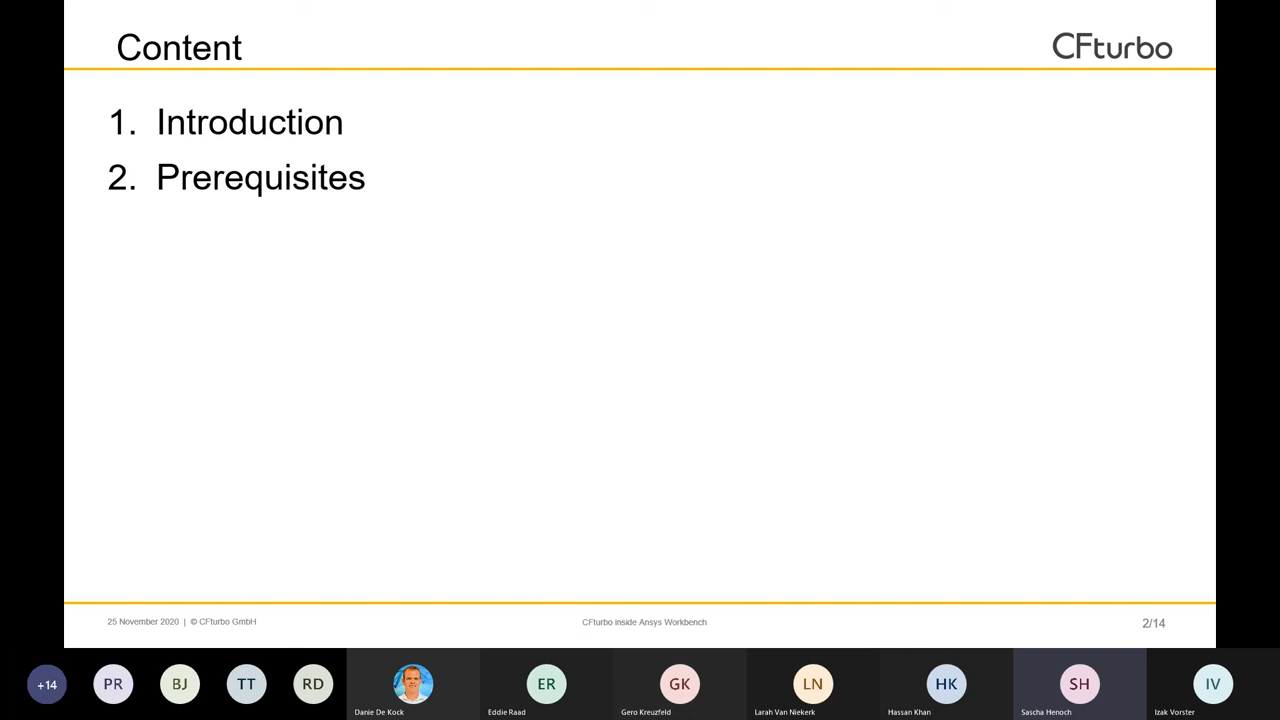 Content
CFturbo
1. Introduction
2. Prerequisites
25 November 2020 | © CFturbo GmbH
CFturbo inside Ansys Workbench
2/14
+14
PR
BJ
TT
RD
ER
GK
LN
HK
SH
IV
Danie De Kock
Eddie Raad
Gero Kreuzfeld
Larah Van Niekerk
Hassan Khan
Sascha Henoch
Izak Vorster